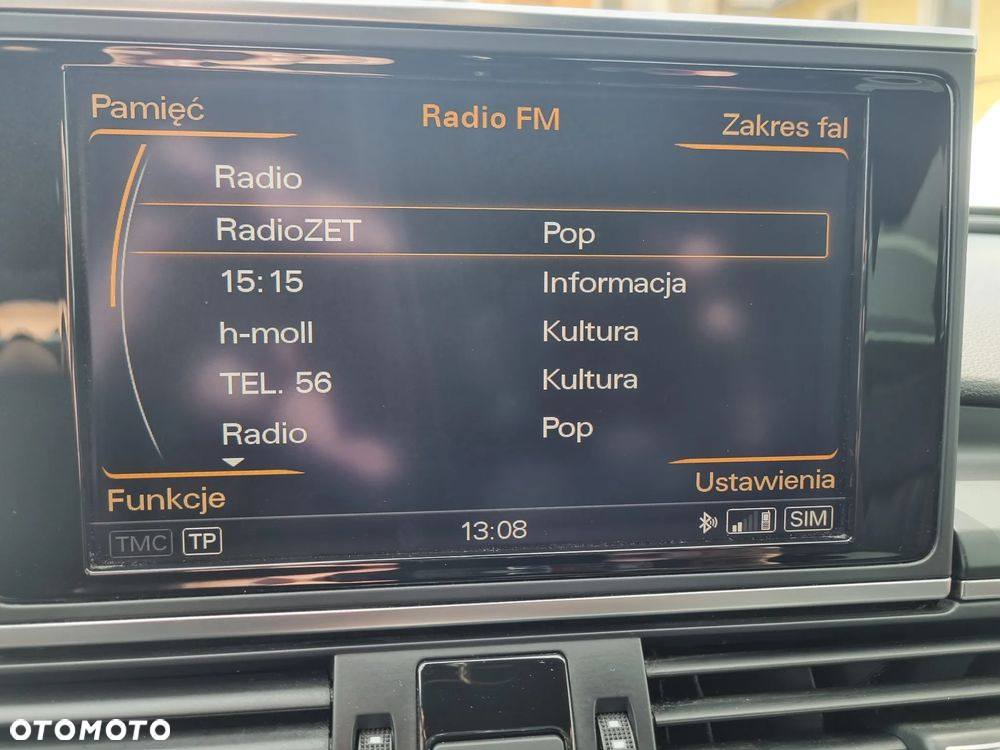 Pamięć Radio FM Zakres fal
Radio
RadioZET Pop
15:15 Informacja
h-moll Kultura
TEL. 56 Kultura
Radio Pop
Funkcje Ustawienia
TMC TP 13:08 SIM
OTOMOTO